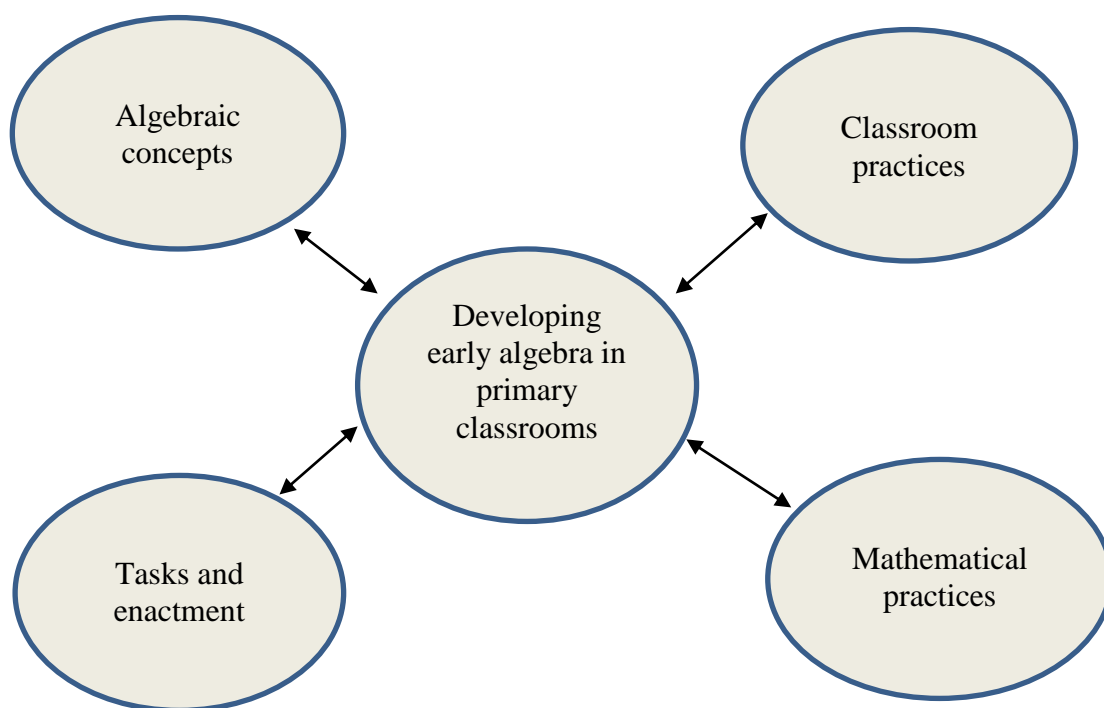 Algebraic
concepts
Classroom
practices
Developing
early algebra in
primary
classrooms
Tasks and
enactment
Mathematical
practices